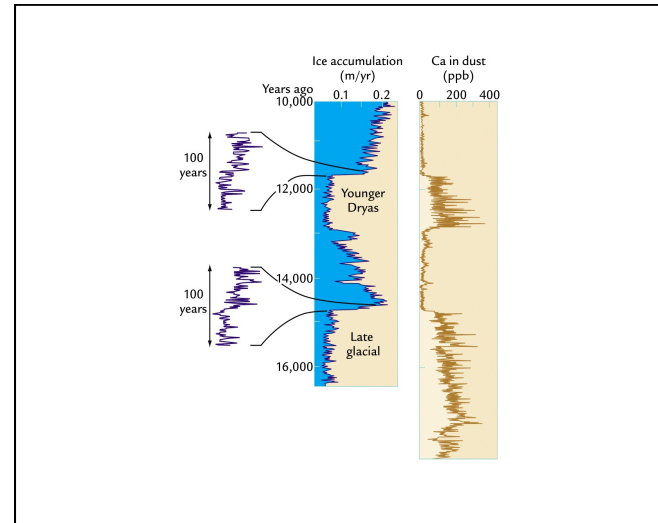 Ice accumulation
(m/yr)
Ca in dust
(ppb)
Years ago
0.1
0.2
0
200
400
10,000
100
years
12,000
Younger
Dryas
14,000
100
years
Late
glacial
16,000